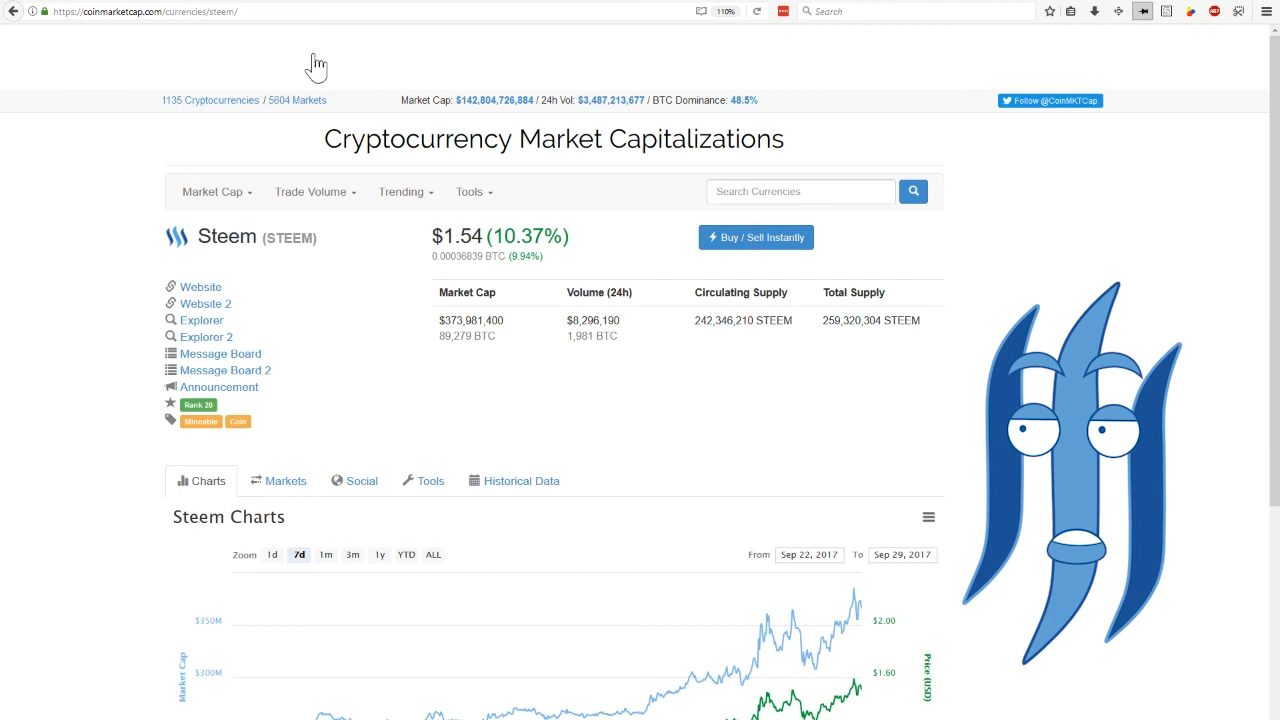 https://coinmarketcap.com/currencies/steem/
110%
Search
ABP
1135 Cryptocurrencies / 5604 Markets
Market Cap: $142,804,726,884 / 24h Vol: $3,487,213,677 / BTC Dominance: 48.5%
Follow @CoinMKTCap
Cryptocurrency Market Capitalizations
Market Cap
Trade Volume
Trending
Tools
Search Currencies
Steem (STEEM)
$1.54 (10.37%)
0.00036839 BTC (9.94%)
Buy / Sell Instantly
Website
Website 2
Explorer
Explorer 2
Message Board
Message Board 2
Announcement
Rank 20
Mineable Coin
Market Cap Volume (24h) Circulating Supply Total Supply
$373,981,400 $8,296,190 242,346,210 STEEM 259,320,304 STEEM
89,279 BTC 1,981 BTC
Charts Markets Social Tools Historical Data
Steem Charts
Zoom 1d 7d 1m 3m 1y YTD ALL
From Sep 22, 2017 To Sep 29, 2017
$350M
$2.00
$300M
$1.60
Market Cap
Price (USD)